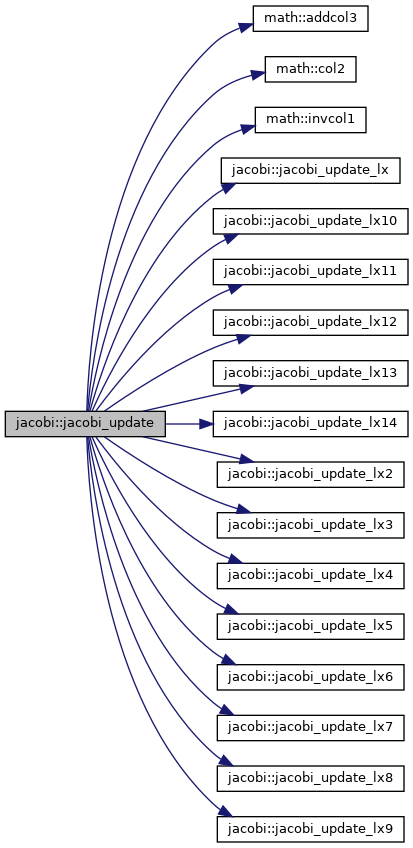 math::addcol3
math::col2
math::invcol1
jacobi::jacobi_update_lx
jacobi::jacobi_update_lx10
jacobi::jacobi_update_lx11
jacobi::jacobi_update_lx12
jacobi::jacobi_update_lx13
jacobi::jacobi_update
jacobi::jacobi_update_lx14
jacobi::jacobi_update_lx2
jacobi::jacobi_update_lx3
jacobi::jacobi_update_lx4
jacobi::jacobi_update_lx5
jacobi::jacobi_update_lx6
jacobi::jacobi_update_lx7
jacobi::jacobi_update_lx8
jacobi::jacobi_update_lx9